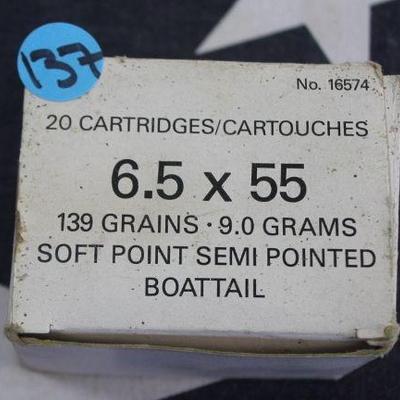 137
No. 16574
20 CARTRIDGES/CARTOUCHES
6.5 x 55
139 GRAINS · 9.0 GRAMS
SOFT POINT SEMI POINTED
BOATTAIL